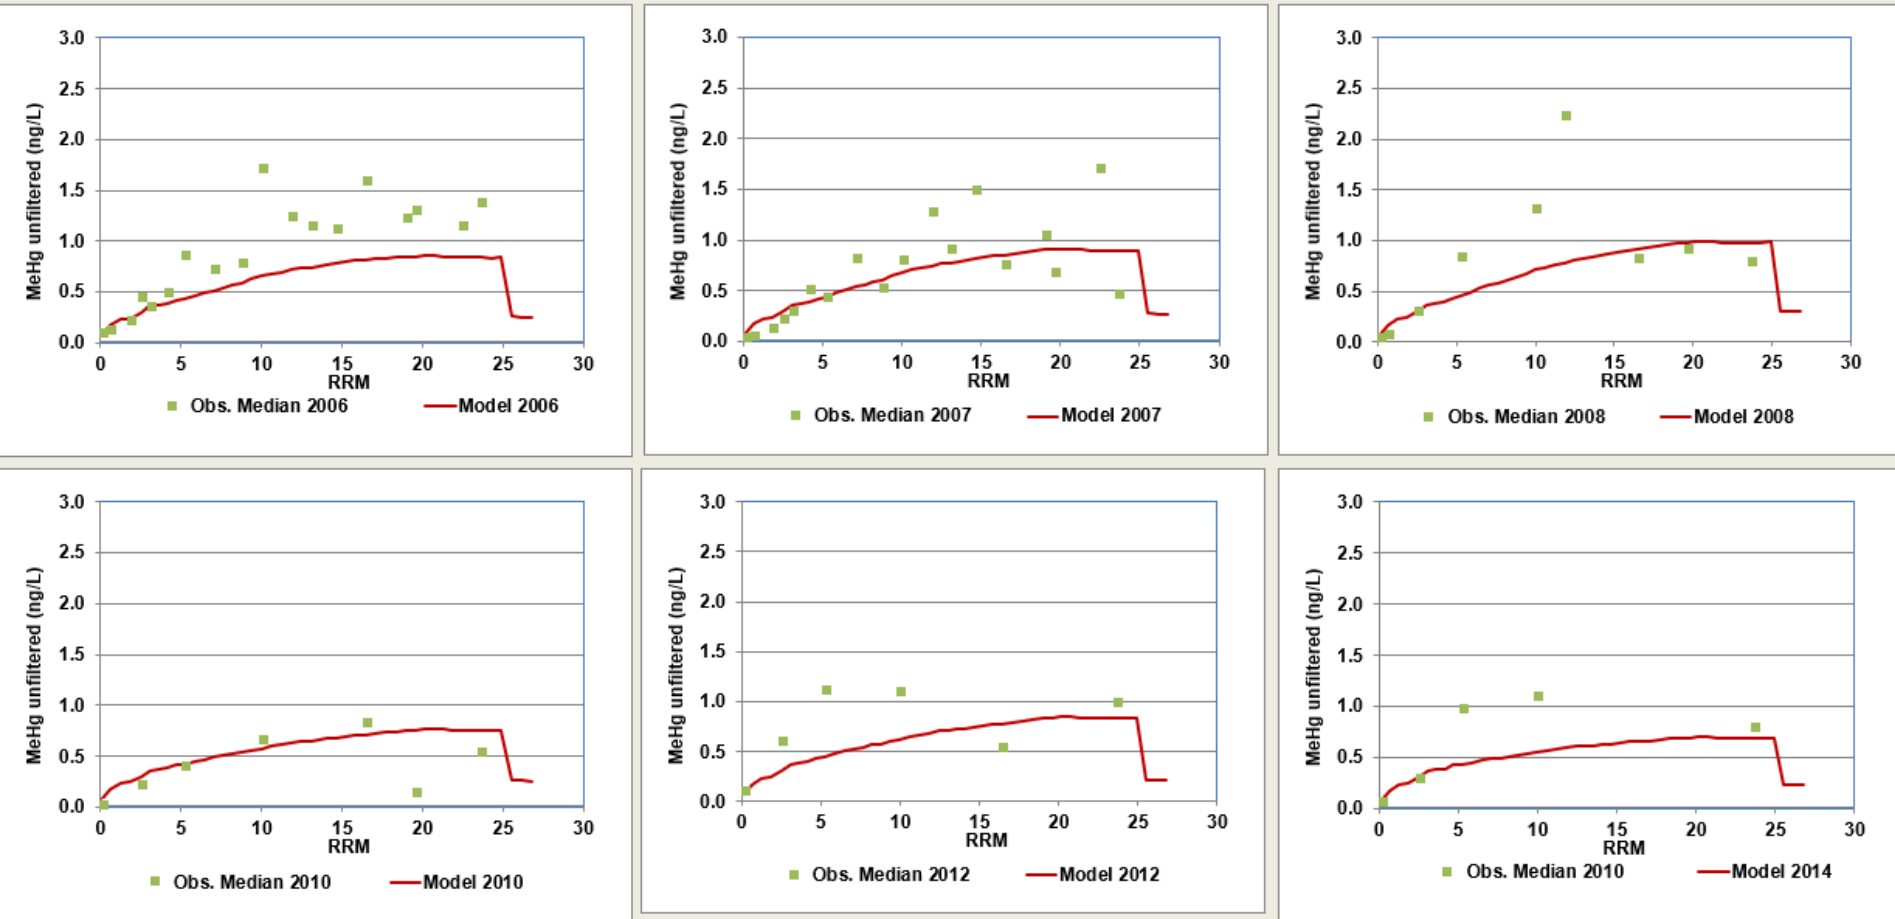 MeHg unfiltered (ng/L)
3.0
2.5
2.0
1.5
1.0
0.5
0.0
0 5 10 15 20 25 30
RRM
Obs. Median 2006 Model 2006
MeHg unfiltered (ng/L)
3.0
2.5
2.0
1.5
1.0
0.5
0.0
0 5 10 15 20 25 30
RRM
Obs. Median 2007 Model 2007
MeHg unfiltered (ng/L)
3.0
2.5
2.0
1.5
1.0
0.5
0.0
0 5 10 15 20 25 30
RRM
Obs. Median 2008 Model 2008
MeHg unfiltered (ng/L)
3.0
2.5
2.0
1.5
1.0
0.5
0.0
0 5 10 15 20 25 30
RRM
Obs. Median 2010 Model 2010
MeHg unfiltered (ng/L)
3.0
2.5
2.0
1.5
1.0
0.5
0.0
0 5 10 15 20 25 30
RRM
Obs. Median 2012 Model 2012
MeHg unfiltered (ng/L)
3.0
2.5
2.0
1.5
1.0
0.5
0.0
0 5 10 15 20 25 30
RRM
Obs. Median 2010 Model 2014